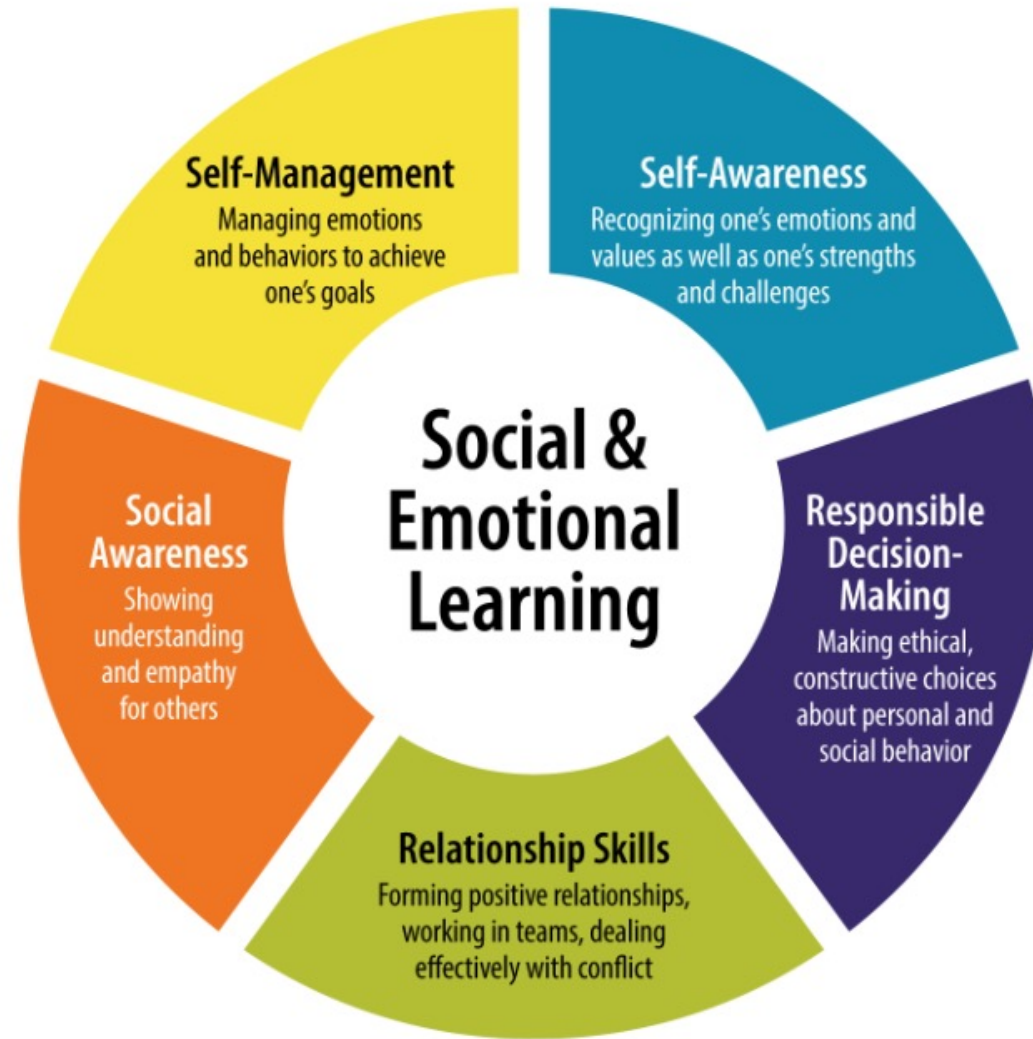 Self-Management
Managing emotions
and behaviors to achieve
one's goals
Self-Awareness
Recognizing one's emotions and
values as well as one's strengths
and challenges
Social &
Emotional
Learning
Social
Awareness
Showing
understanding
and empathy
for others
Responsible
Decision-
Making
Making ethical,
constructive choices
about personal and
social behavior
Relationship Skills
Forming positive relationships,
working in teams, dealing
effectively with conflict